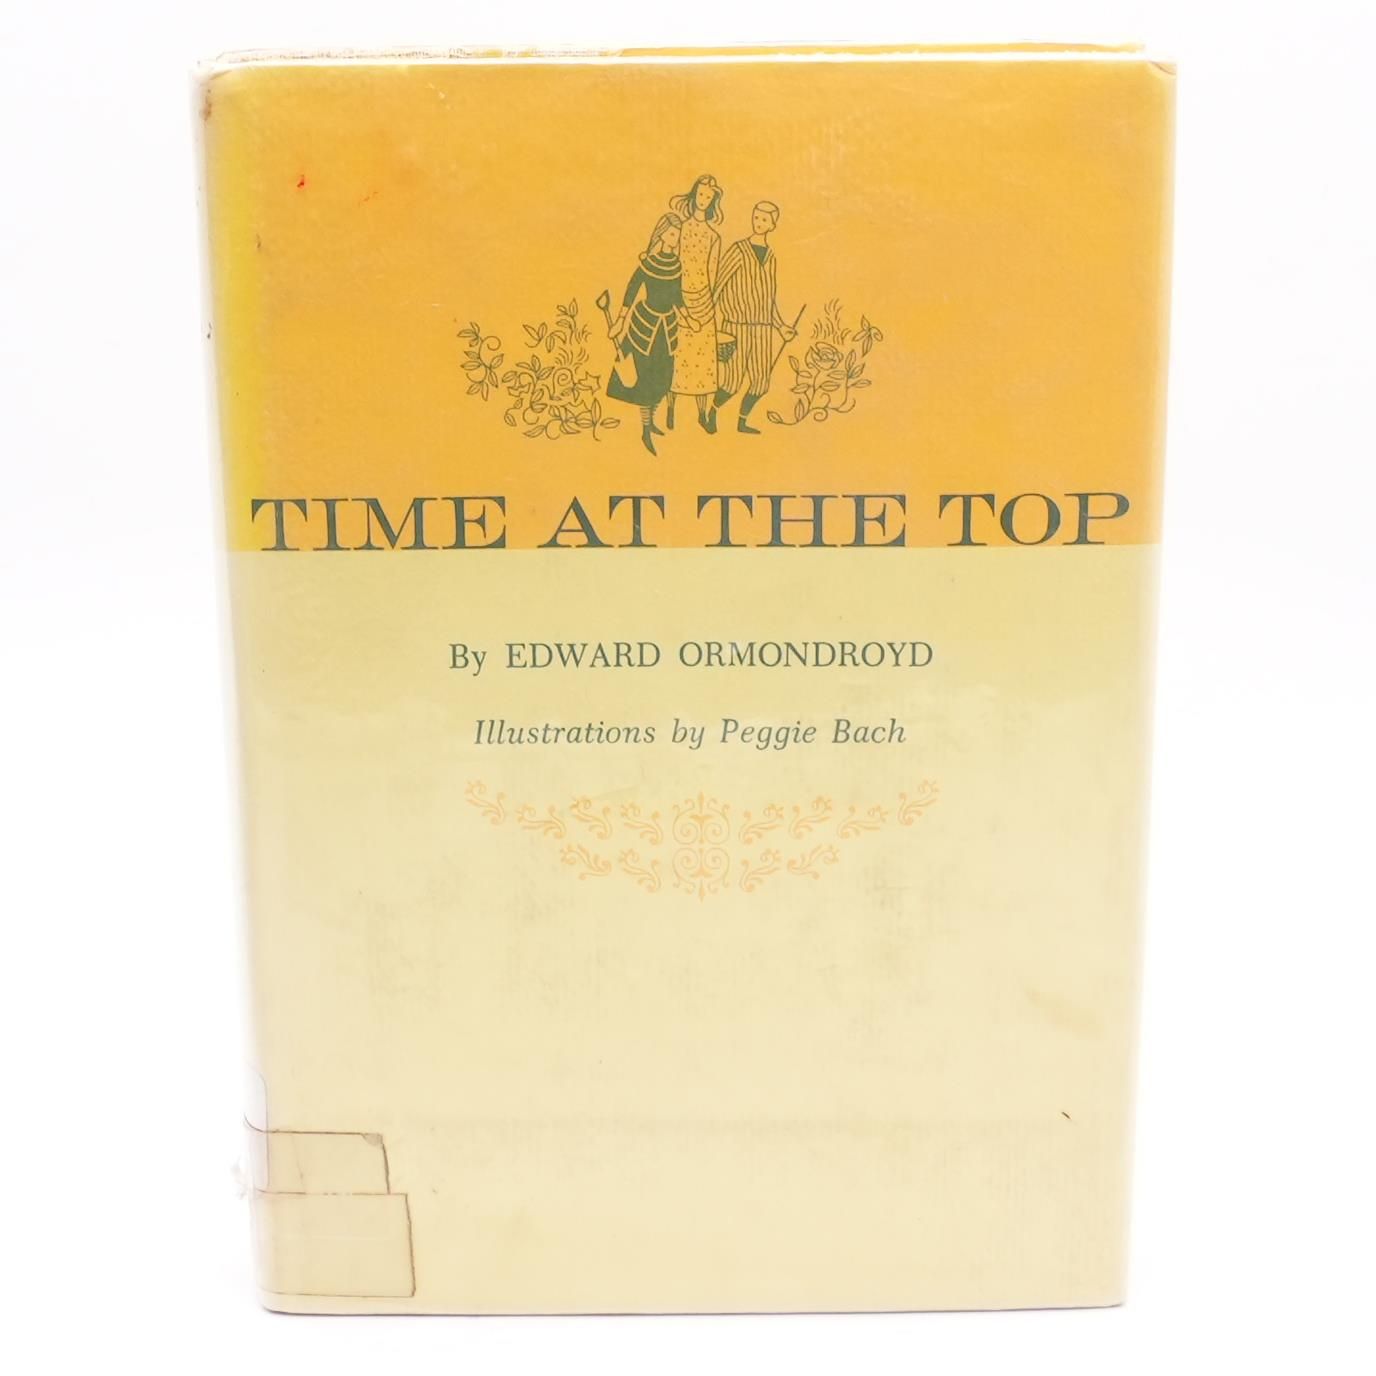 TIME AT THE TOP
By EDWARD ORMONDROYD
Illustrations by Peggie Bach